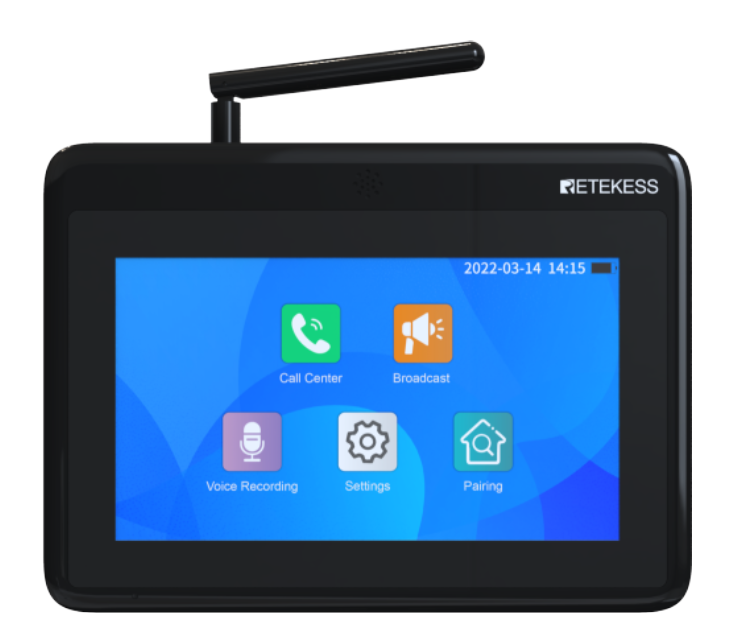 RETEKESS
2022-03-14 14:15
Call Center
Broadcast
Voice Recording
Settings
Pairing